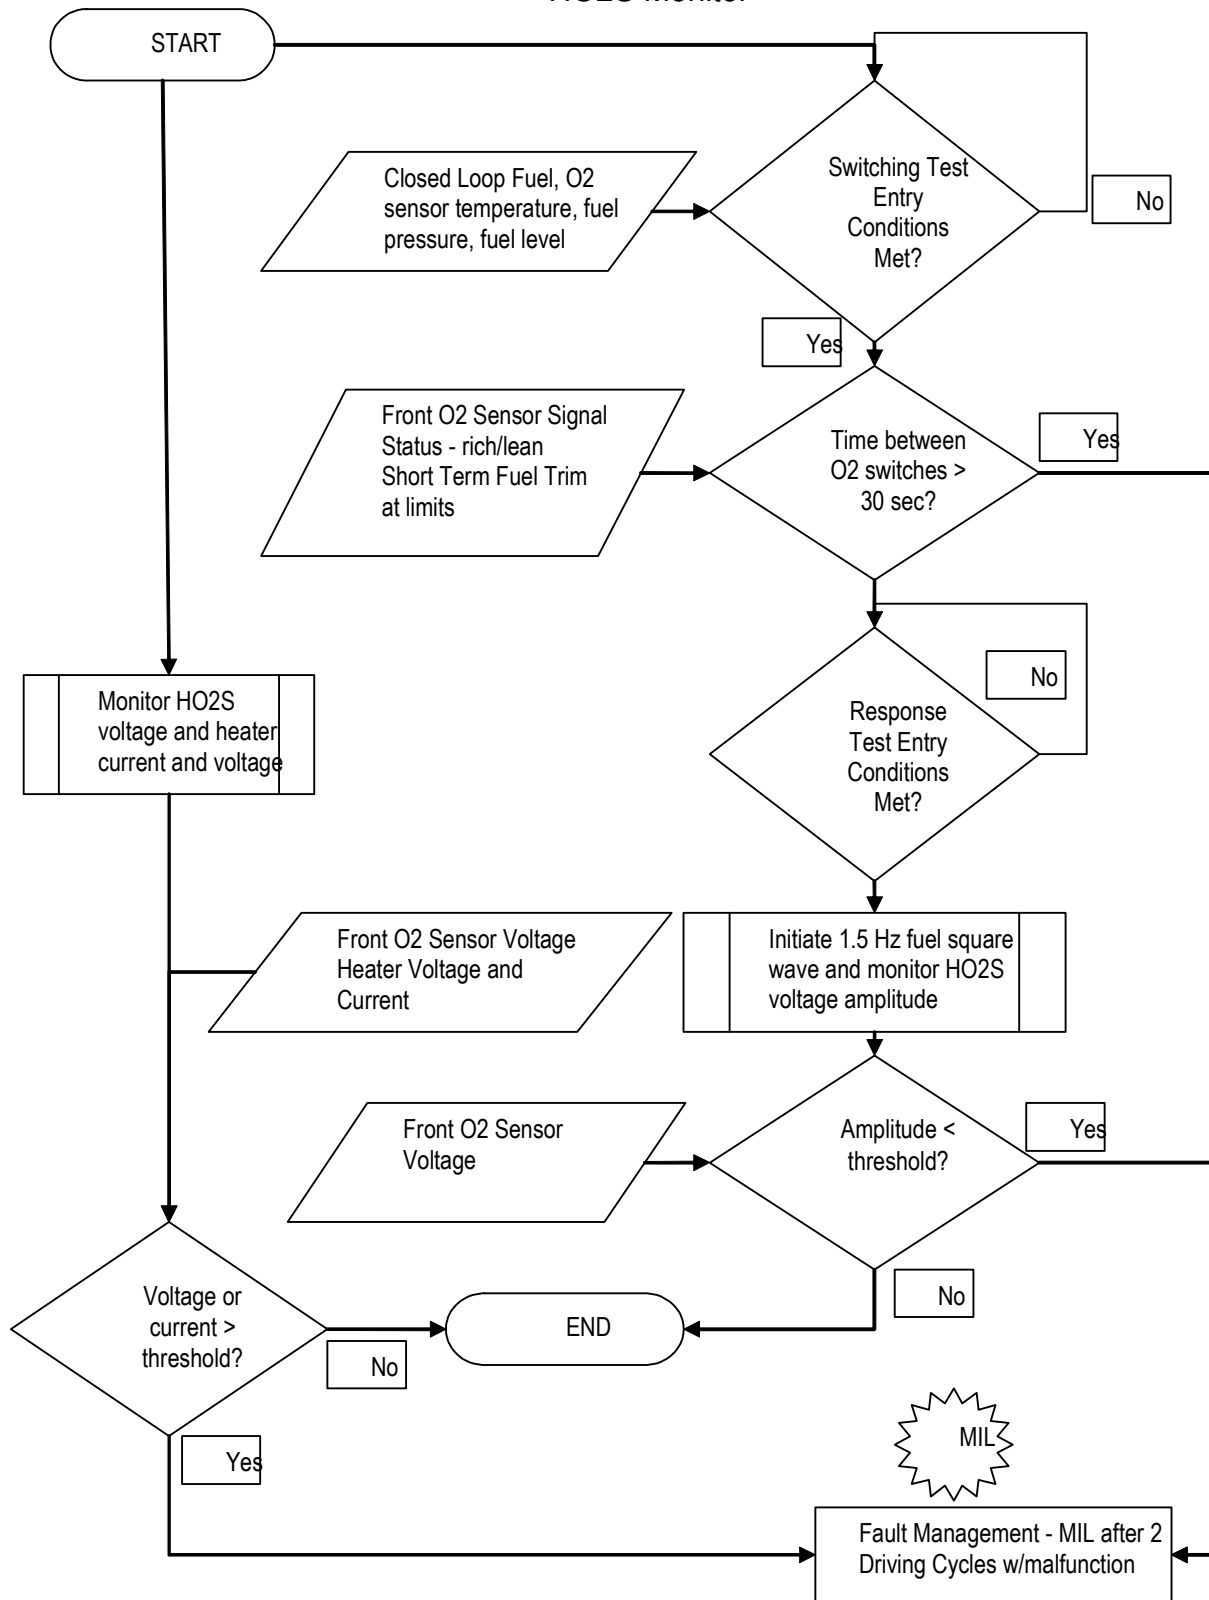 START
Switching Test
Entry
Conditions
Met?
No
Closed Loop Fuel, O2
sensor temperature, fuel
pressure, fuel level
Yes
Front O2 Sensor Signal
Status - rich/lean
Short Term Fuel Trim
at limits
Time between
O2 switches >
30 sec?
Yes
No
Monitor HO2S
voltage and heater
current and voltage
Response
Test Entry
Conditions
Met?
Front O2 Sensor Voltage
Heater Voltage and
Current
Initiate 1.5 Hz fuel square
wave and monitor HO2S
voltage amplitude
Front O2 Sensor
Voltage
Amplitude <
threshold?
Yes
No
Voltage or
current >
threshold?
No
END
Yes
MIL
Fault Management - MIL after 2
Driving Cycles w/malfunction